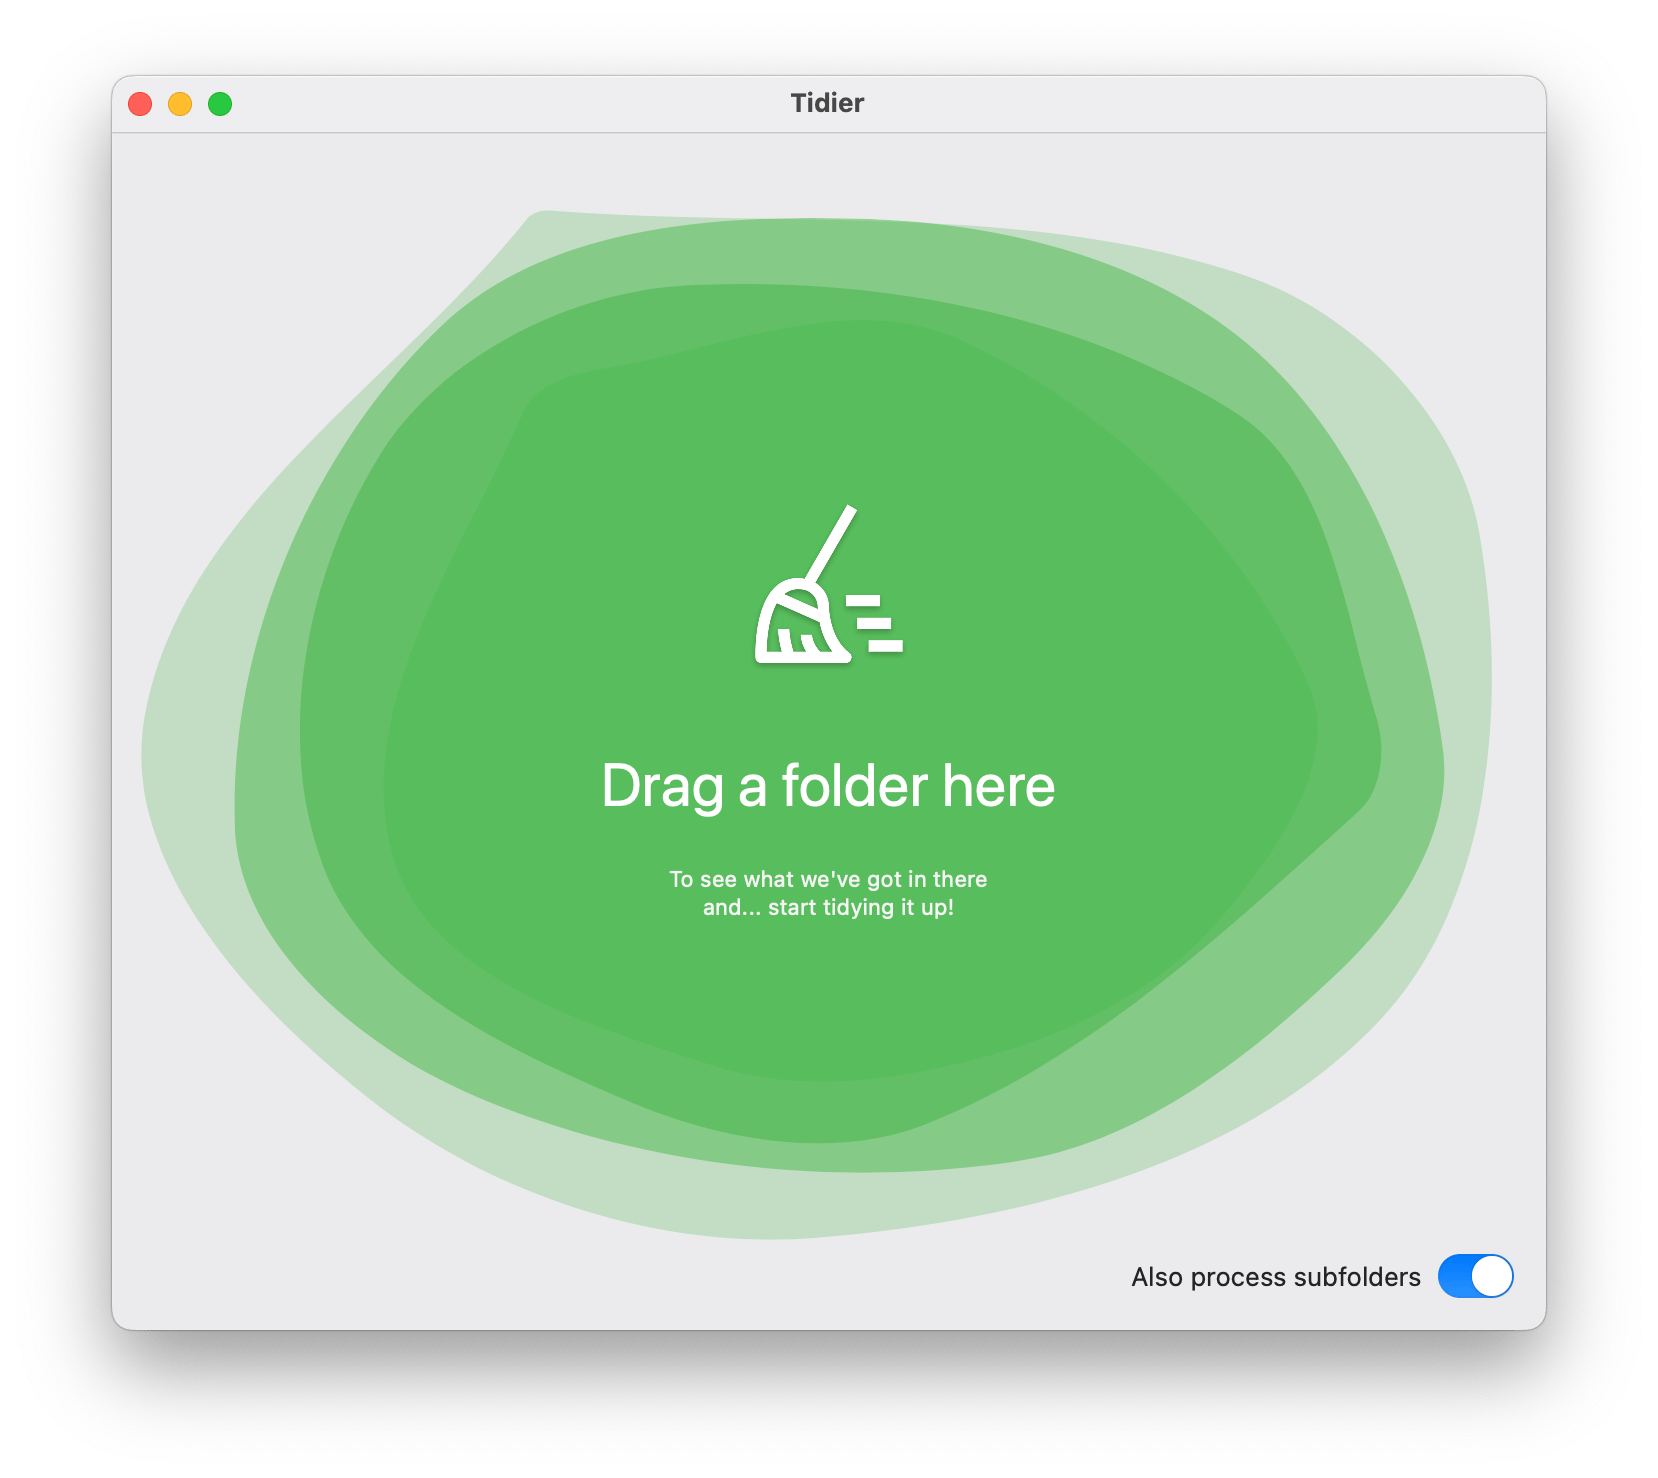 Tidier
Drag a folder here
To see what we've got in there
and... start tidying it up!
Also process subfolders